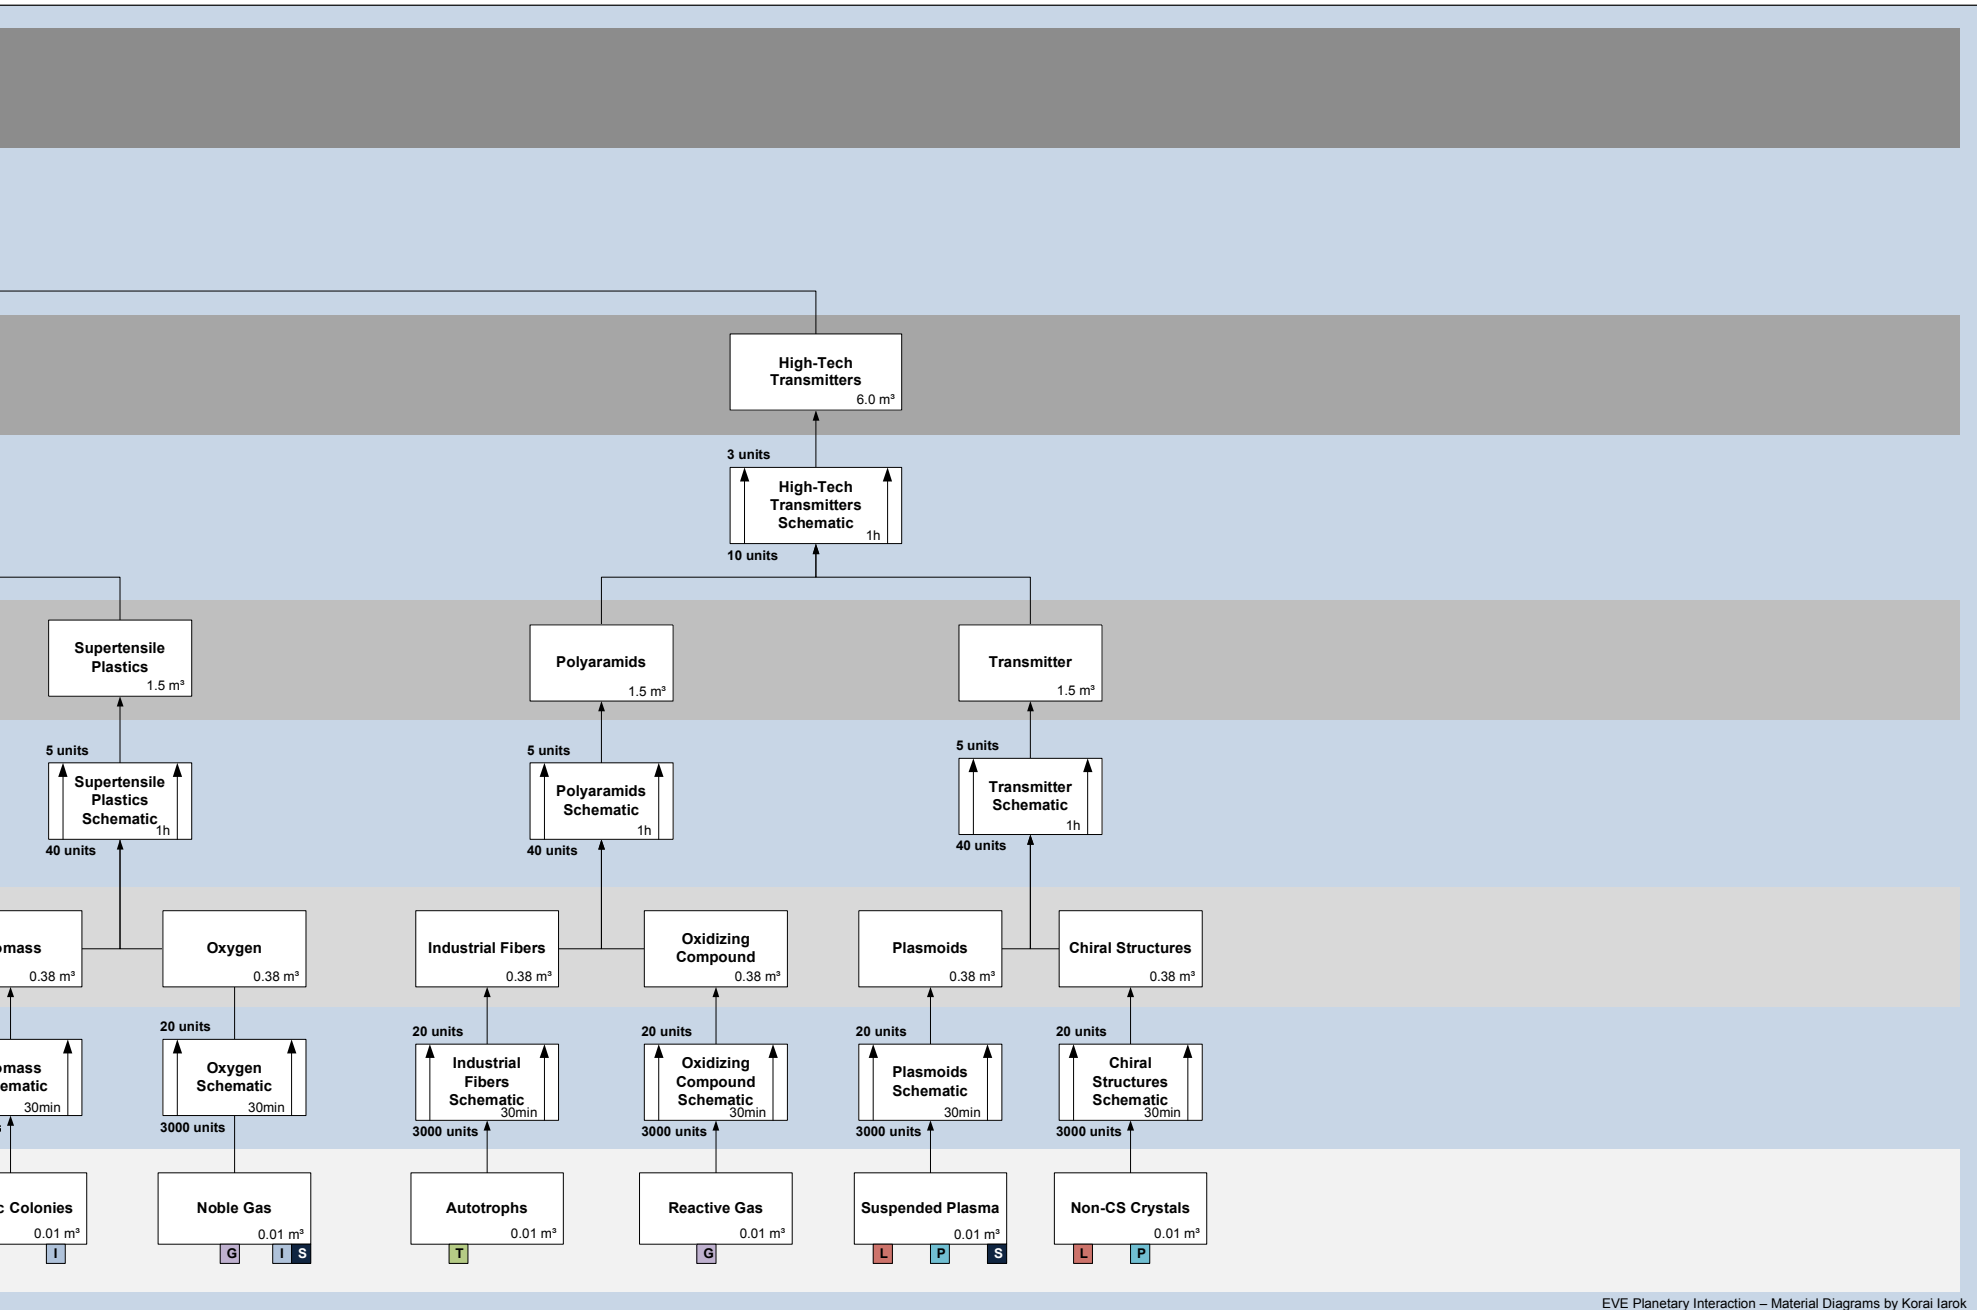 High-Tech
Transmitters
6.0 m³
3 units
High-Tech
Transmitters
Schematic
1h
10 units
Supertensile
Plastics
1.5 m³
Polyaramids
1.5 m³
Transmitter
1.5 m³
5 units
Supertensile
Plastics
Schematic
1h
40 units
5 units
Polyaramids
Schematic
1h
40 units
5 units
Transmitter
Schematic
1h
40 units
omass
0.38 m³
Oxygen
0.38 m³
Industrial Fibers
0.38 m³
Oxidizing
Compound
0.38 m³
Plasmoids
0.38 m³
Chiral Structures
0.38 m³
omass
ematic
30min
20 units
Oxygen
Schematic
30min
3000 units
20 units
Industrial
Fibers
Schematic
30min
3000 units
20 units
Oxidizing
Compound
Schematic
30min
3000 units
20 units
Plasmoids
Schematic
30min
3000 units
20 units
Chiral
Structures
Schematic
30min
3000 units
c Colonies
0.01 m³
I
Noble Gas
0.01 m³
G I S
Autotrophs
0.01 m³
T
Reactive Gas
0.01 m³
G
Suspended Plasma
0.01 m³
L P S
Non-CS Crystals
0.01 m³
L P
EVE Planetary Interaction – Material Diagrams by Korai Iarok